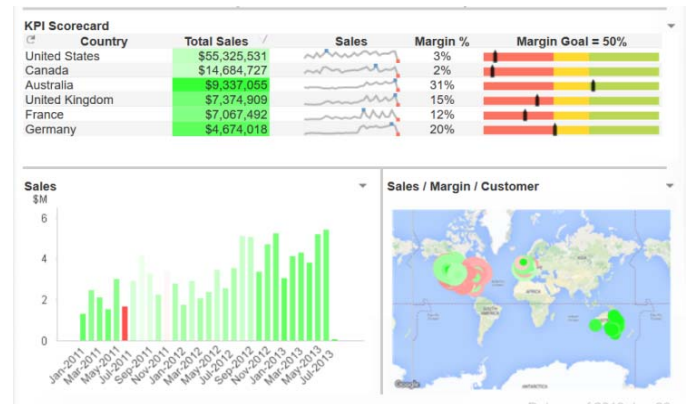 KPI Scorecard
Country Total Sales Sales Margin % Margin Goal = 50%
United States $55,325,531 3%
Canada $14,684,727 2%
Australia $9,337,055 31%
United Kingdom $7,374,909 15%
France $7,067,492 12%
Germany $4,674,018 20%
Sales
$M
6
4
2
0
Jan-2011
Mar-2011
May-2011
Jul-2011
Sep-2011
Nov-2011
Jan-2012
Mar-2012
May-2012
Jul-2012
Sep-2012
Nov-2012
Jan-2013
Mar-2013
May-2013
Jul-2013
Sales / Margin / Customer
ASIA
AFRICA
SOUTH
AMERICA
ANTARCTICA
Google